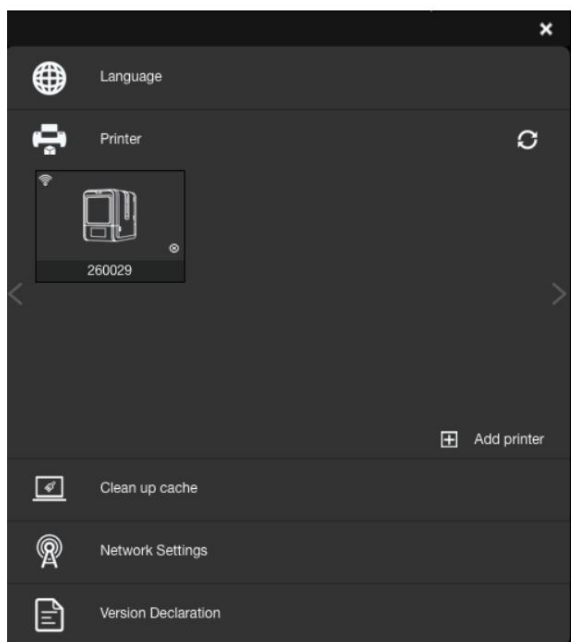 Language
Printer
260029
Add printer
Clean up cache
Network Settings
Version Declaration